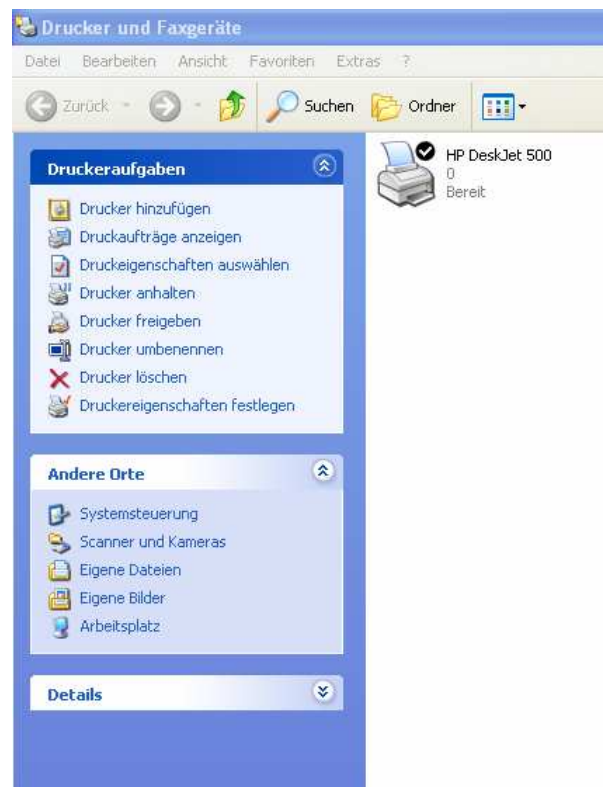 Drucker und Faxgeräte
Datei Bearbeiten Ansicht Favoriten Extras ?
Zurück Suchen Ordner
Druckeraufgaben
Drucker hinzufügen
Druckaufträge anzeigen
Druckeigenschaften auswählen
Drucker anhalten
Drucker freigeben
Drucker umbenennen
Drucker löschen
Druckereigenschaften festlegen
Andere Orte
Systemsteuerung
Scanner und Kameras
Eigene Dateien
Eigene Bilder
Arbeitsplatz
Details
HP DeskJet 500
0
Bereit